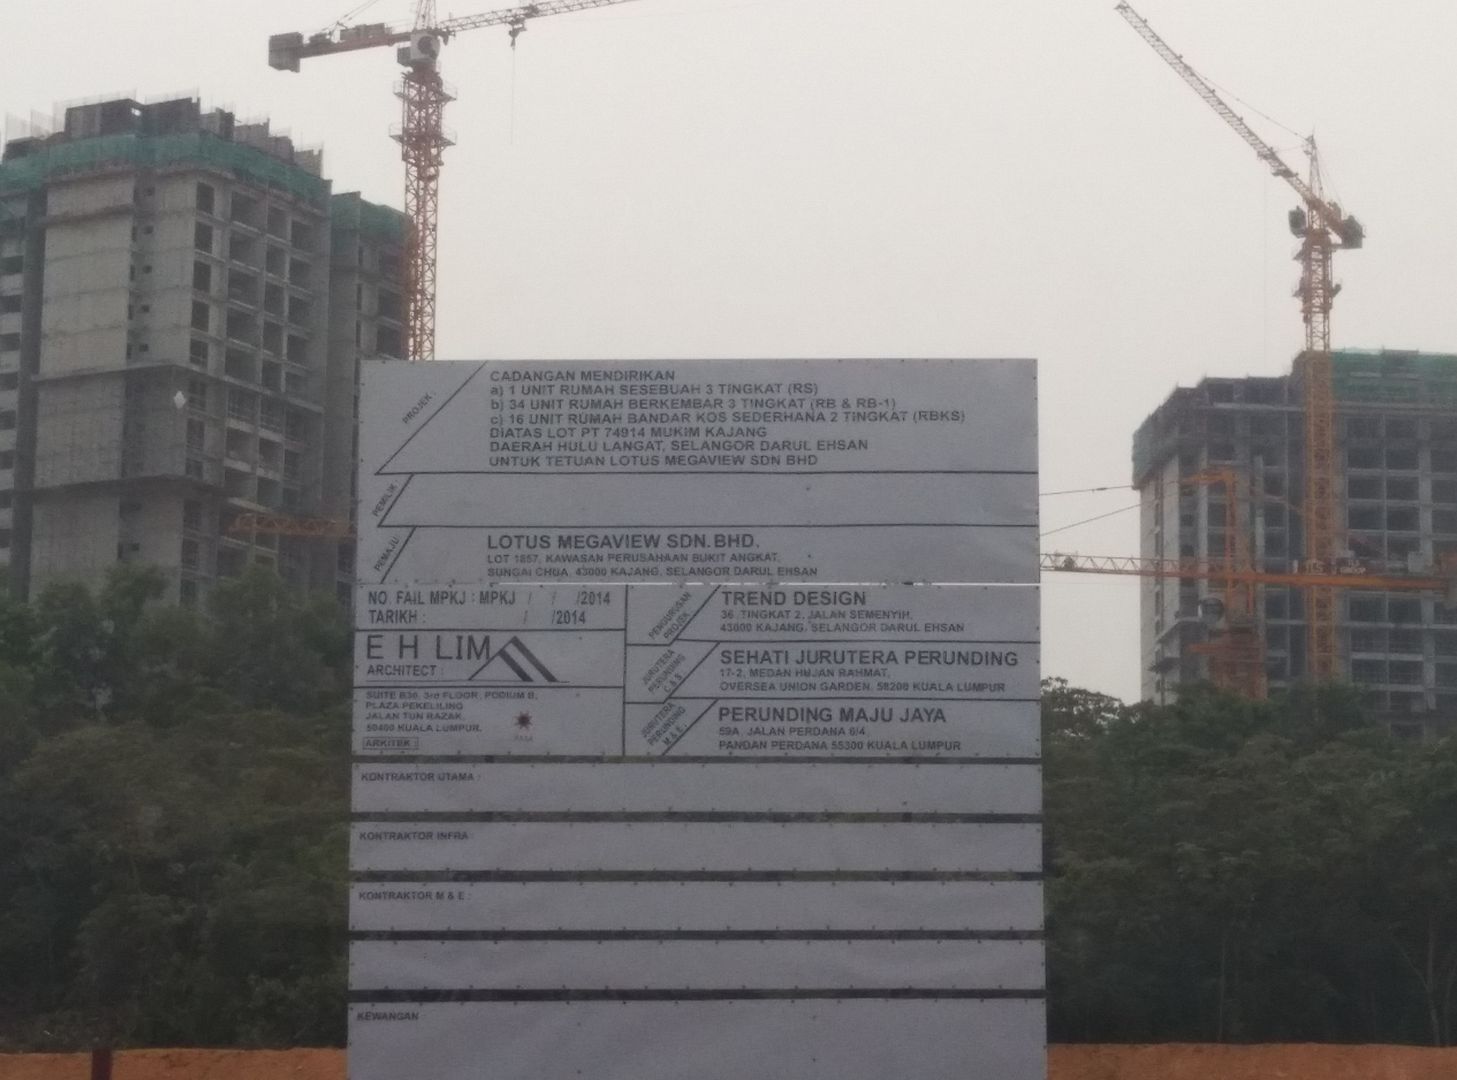 PROJEK :
CADANGAN MENDIRIKAN
a) 1 UNIT RUMAH SESEBUAH 3 TINGKAT (RS)
b) 34 UNIT RUMAH BERKEMBAR 3 TINGKAT (RB & RB-1)
c) 16 UNIT RUMAH BANDAR KOS SEDERHANA 2 TINGKAT (RBKS)
DIATAS LOT PT 74914 MUKIM KAJANG
DAERAH HULU LANGAT, SELANGOR DARUL EHSAN
UNTUK TETUAN LOTUS MEGAVIEW SDN BHD
PEMILIK
PEMAJU
LOTUS MEGAVIEW SDN.BHD.
LOT 1857, KAWASAN PERUSAHAAN BUKIT ANGKAT,
SUNGAI CHUA, 43000 KAJANG, SELANGOR DARUL EHSAN
NO. FAIL MPKJ : MPKJ / / /2014
TARIKH : / /2014
E H LIM
ARCHITECT :
SUITE B30, 3rd FLOOR, PODIUM B,
PLAZA PEKELILING
JALAN TUN RAZAK,
50400 KUALA LUMPUR.
ARKITEK :
PENGURUSAN
PROJEK
TREND DESIGN
36, TINGKAT 2, JALAN SEMENYIH,
43000 KAJANG, SELANGOR DARUL EHSAN
JURUTERA
PERUNDING
C & S
SEHATI JURUTERA PERUNDING
17-2, MEDAN HUJAN RAHMAT,
OVERSEA UNION GARDEN, 58200 KUALA LUMPUR
JURUTERA
PERUNDING
M & E
PERUNDING MAJU JAYA
59A, JALAN PERDANA 6/4
PANDAN PERDANA 55300 KUALA LUMPUR
KONTRAKTOR UTAMA :
KONTRAKTOR INFRA :
KONTRAKTOR M & E :
KEWANGAN